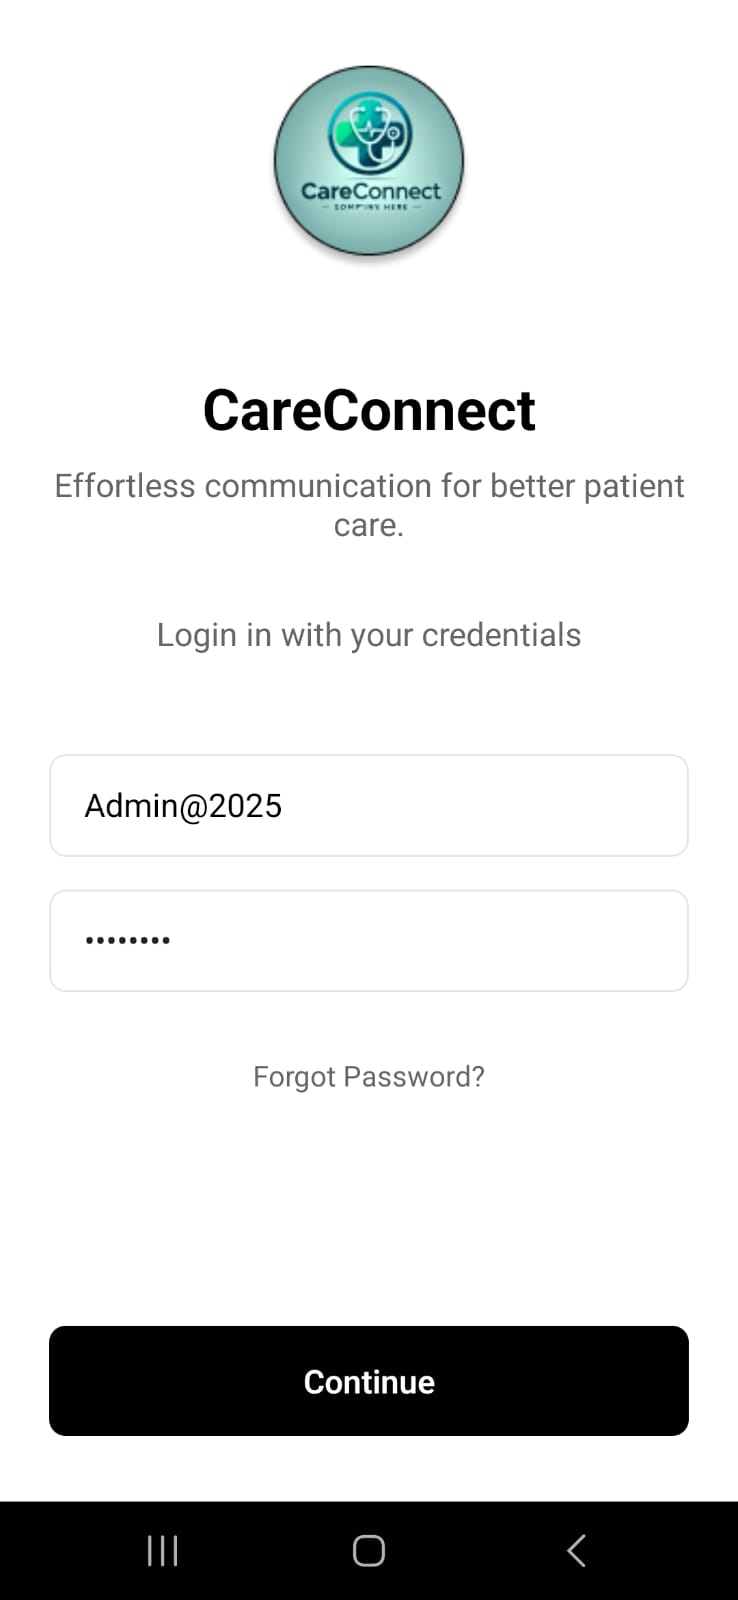 CareConnect
CareConnect
Effortless communication for better patient
care.
Login in with your credentials
Admin@2025
••••••••
Forgot Password?
Continue